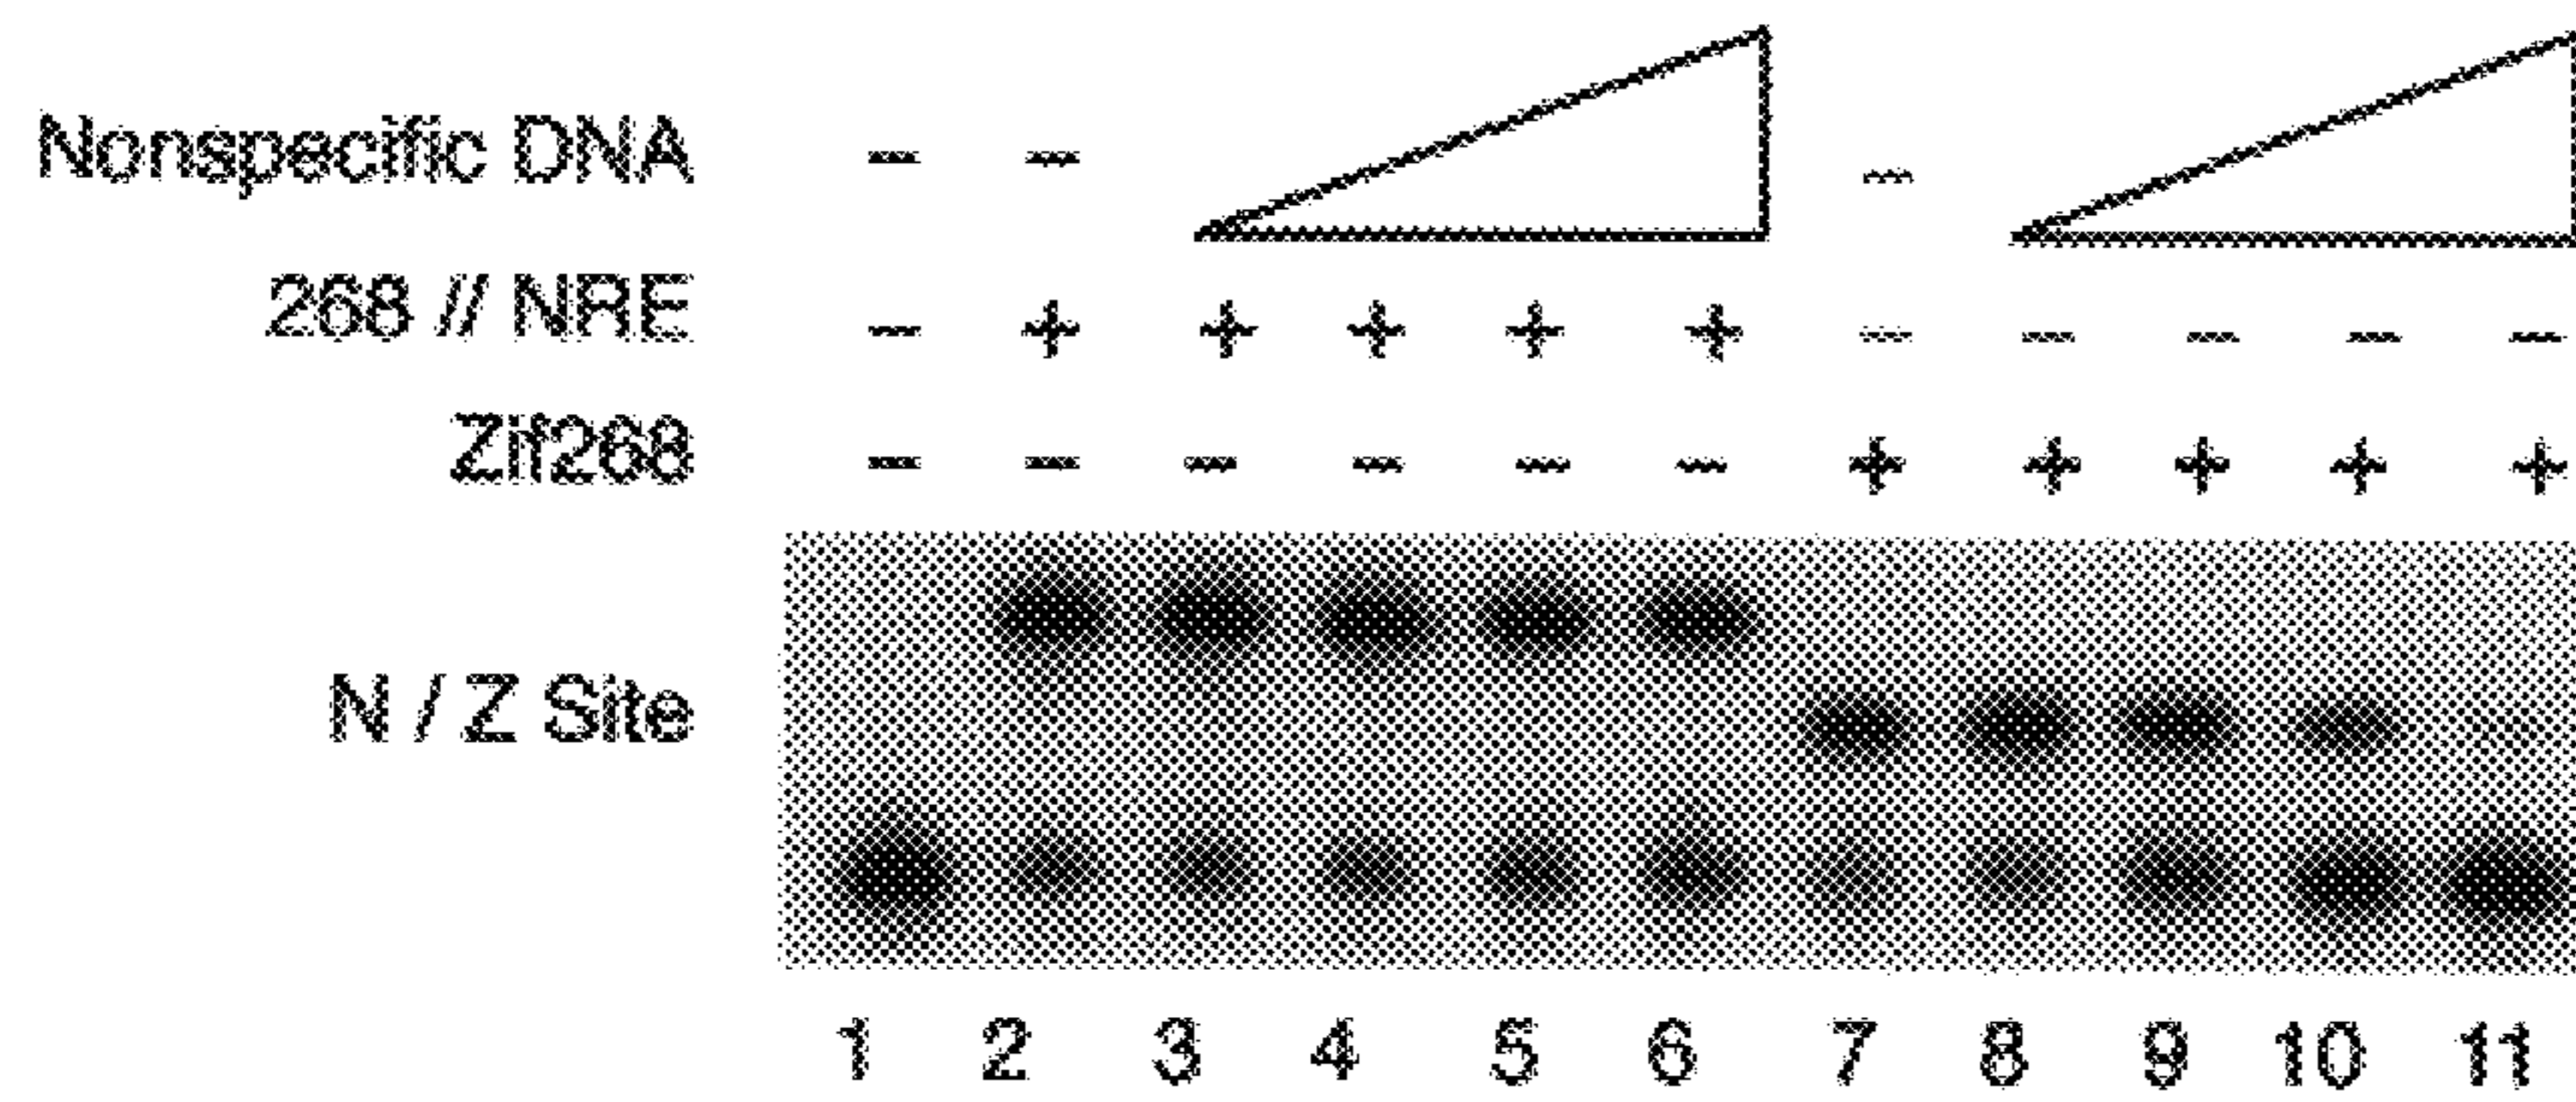 Nonspecific DNA - - -
268 // NRE - + + + + + - - - - -
Zif268 - - - - - - + + + + +
N / Z Site
1 2 3 4 5 6 7 8 9 10 11